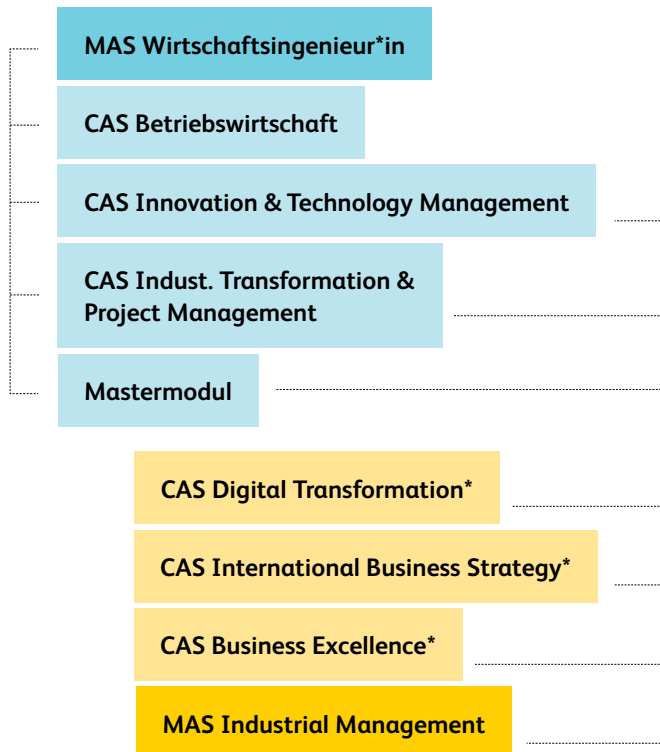 MAS Wirtschaftsingenieur*in
CAS Betriebswirtschaft
CAS Innovation & Technology Management
CAS Indust. Transformation &
Project Management
Mastermodul
CAS Digital Transformation*
CAS International Business Strategy*
CAS Business Excellence*
MAS Industrial Management